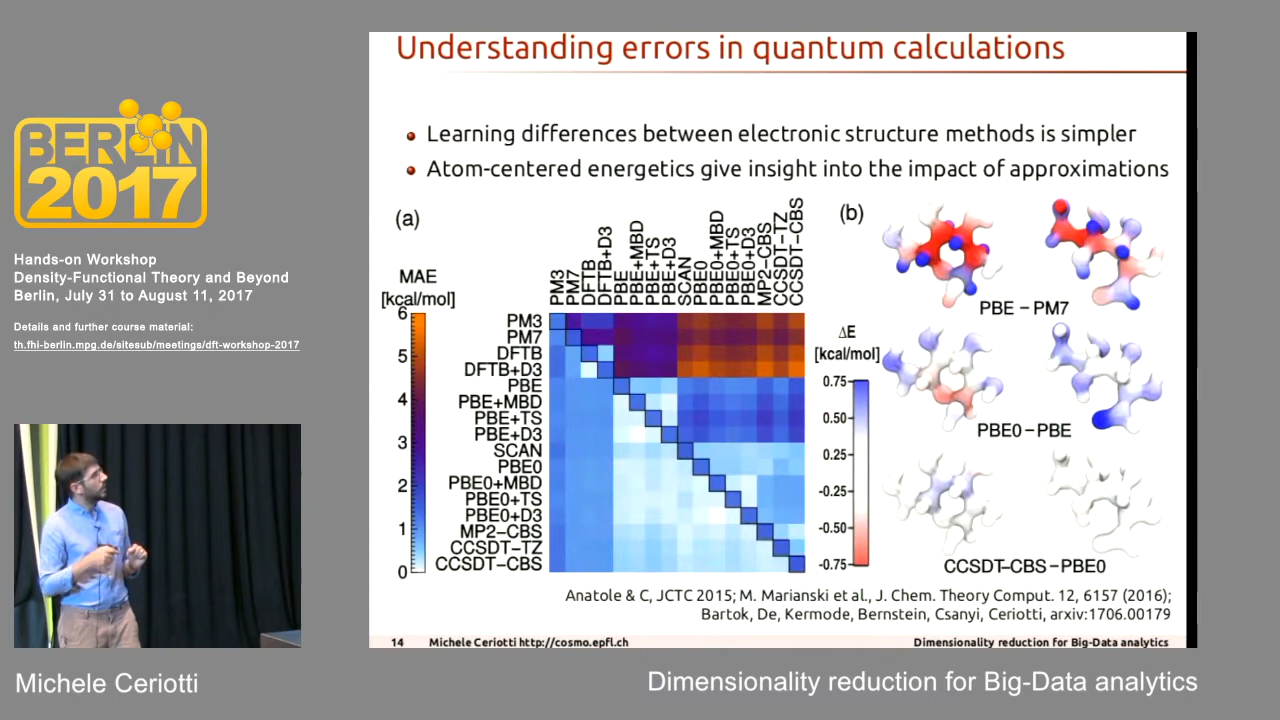 BERLIN
2017
Hands-on Workshop
Density-Functional Theory and Beyond
Berlin, July 31 to August 11, 2017
Details and further course material:
th.fhi-berlin.mpg.de/sitesub/meetings/dft-workshop-2017
Michele Ceriotti
Understanding errors in quantum calculations
Learning differences between electronic structure methods is simpler
Atom-centered energetics give insight into the impact of approximations
(a)
MAE
[kcal/mol]
6
5
4
3
2
1
0
PM3
PM7
DFTB
DFTB+D3
PBE
PBE+MBD
PBE+TS
PBE+D3
SCAN
PBE0
PBE0+MBD
PBE0+TS
PBE0+D3
MP2-CBS
CCSDT-TZ
CCSDT-CBS
PM3
PM7
DFTB
DFTB+D3
PBE
PBE+MBD
PBE+TS
PBE+D3
SCAN
PBE0
PBE0+MBD
PBE0+TS
PBE0+D3
MP2-CBS
CCSDT-TZ
CCSDT-CBS
(b)
ΔE
[kcal/mol]
0.75
0.50
0.25
-0.25
-0.50
-0.75
PBE – PM7
PBE0 – PBE
CCSDT-CBS – PBE0
Anatole & C, JCTC 2015; M. Marianski et al., J. Chem. Theory Comput. 12, 6157 (2016);
Bartok, De, Kermode, Bernstein, Csanyi, Ceriotti, arxiv:1706.00179
14 Michele Ceriotti http://cosmo.epfl.ch Dimensionality reduction for Big-Data analytics
Dimensionality reduction for Big-Data analytics